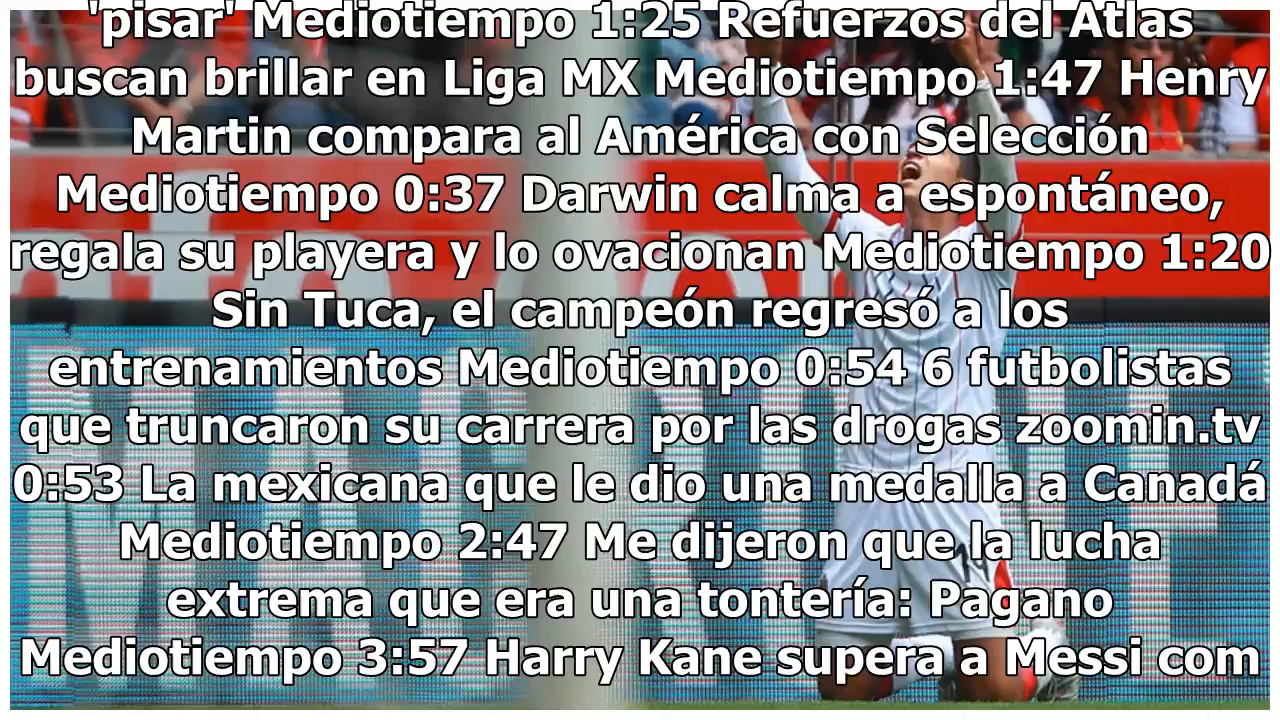 'pisar' Mediotiempo 1:25 Refuerzos del Atlas
buscan brillar en Liga MX Mediotiempo 1:47 Henry
Martin compara al América con Selección
Mediotiempo 0:37 Darwin calma a espontáneo,
regala su playera y lo ovacionan Mediotiempo 1:20
Sin Tuca, el campeón regresó a los
entrenamientos Mediotiempo 0:54 6 futbolistas
que truncaron su carrera por las drogas zoomin.tv
0:53 La mexicana que le dio una medalla a Canadá
Mediotiempo 2:47 Me dijeron que la lucha
extrema que era una tontería: Pagano
Mediotiempo 3:57 Harry Kane supera a Messi com